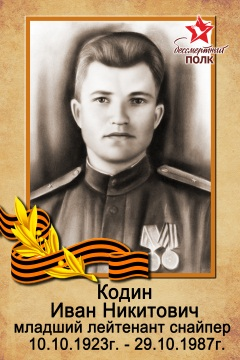 бессмертный
ПОЛК
Кодин
Иван Никитович
младший лейтенант снайпер
10.10.1923г. - 29.10.1987г.